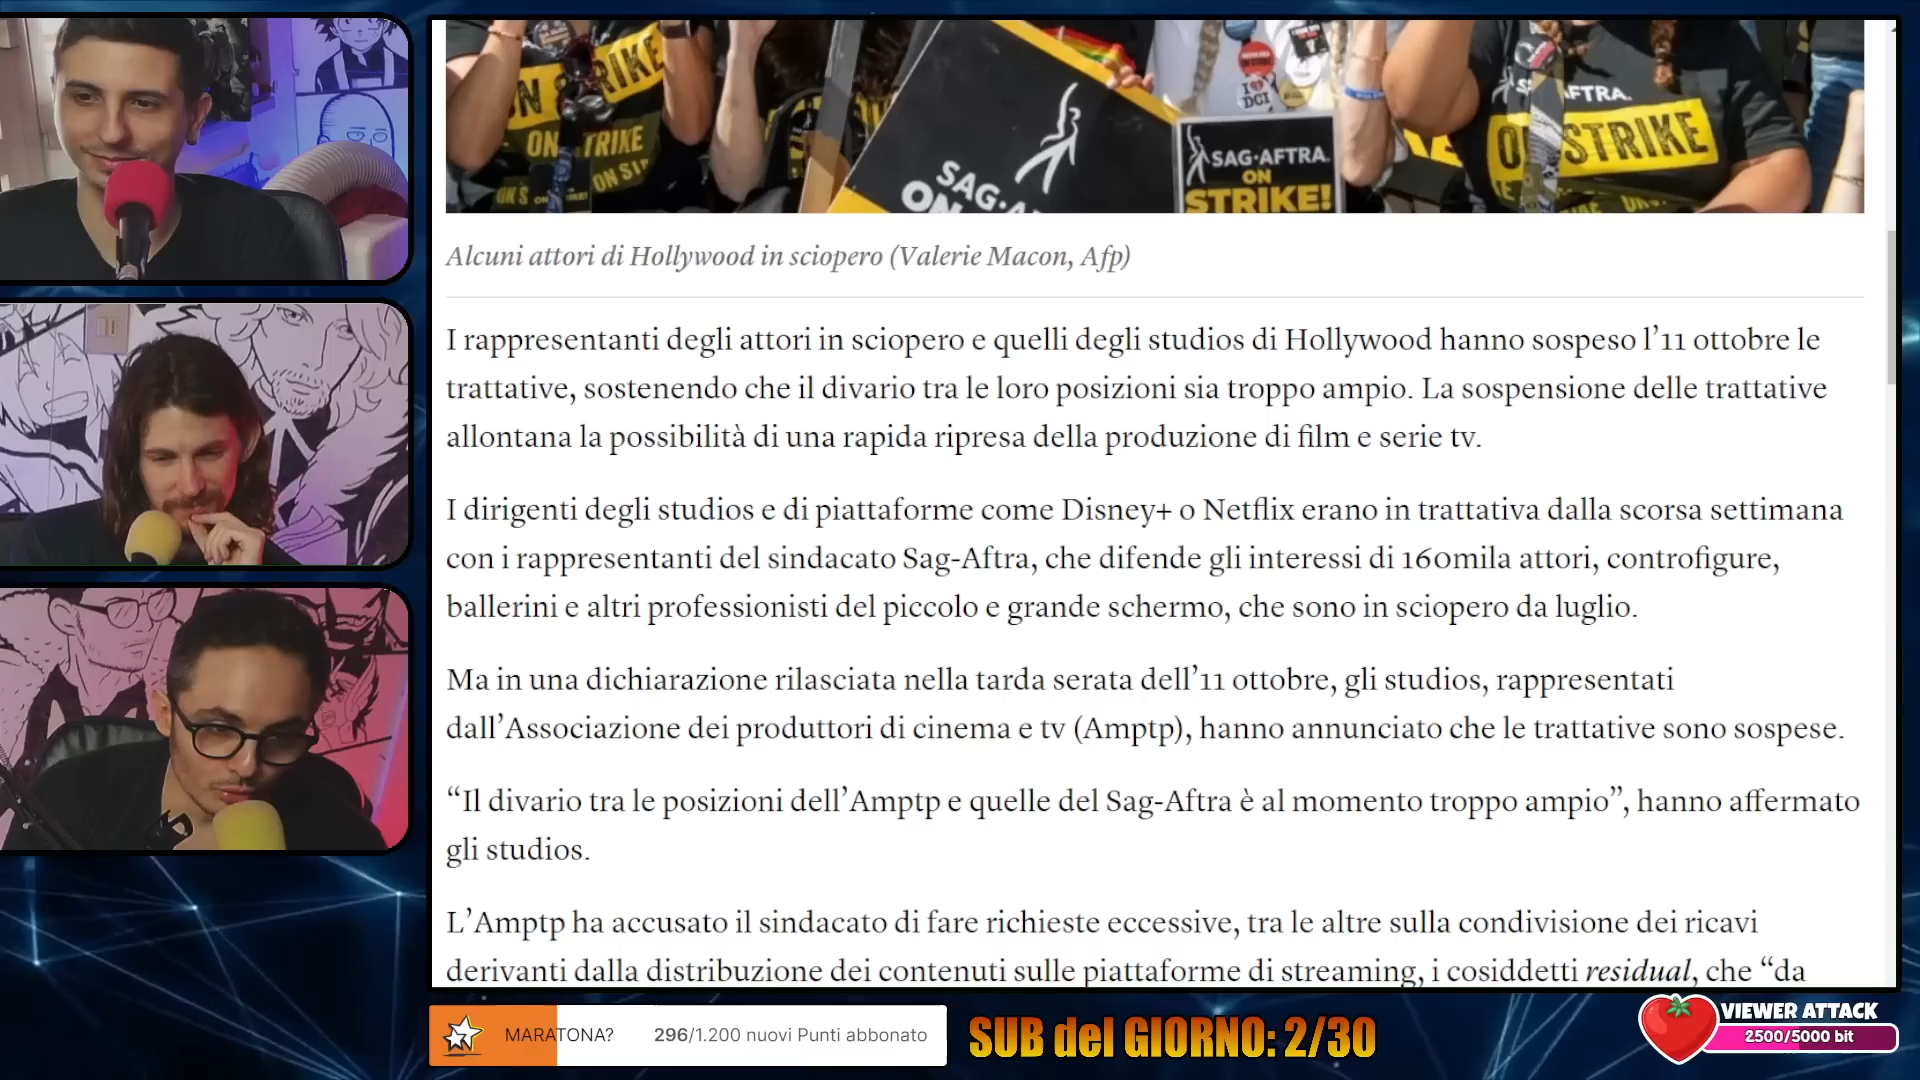 ON STRIKE
ON STRIKE
I DCI
SAG-AFTRA.
ON
STRIKE!
AFTRA.
STRIKE
Alcuni attori di Hollywood in sciopero (Valerie Macon, Afp)
I rappresentanti degli attori in sciopero e quelli degli studios di Hollywood hanno sospeso l’11 ottobre le
trattative, sostenendo che il divario tra le loro posizioni sia troppo ampio. La sospensione delle trattative
allontana la possibilità di una rapida ripresa della produzione di film e serie tv.
I dirigenti degli studios e di piattaforme come Disney+ o Netflix erano in trattativa dalla scorsa settimana
con i rappresentanti del sindacato Sag-Aftra, che difende gli interessi di 160mila attori, controfigure,
ballerini e altri professionisti del piccolo e grande schermo, che sono in sciopero da luglio.
Ma in una dichiarazione rilasciata nella tarda serata dell’11 ottobre, gli studios, rappresentati
dall’Associazione dei produttori di cinema e tv (Amptp), hanno annunciato che le trattative sono sospese.
“Il divario tra le posizioni dell’Amptp e quelle del Sag-Aftra è al momento troppo ampio”, hanno affermato
gli studios.
L’Amptp ha accusato il sindacato di fare richieste eccessive, tra le altre sulla condivisione dei ricavi
derivanti dalla distribuzione dei contenuti sulle piattaforme di streaming, i cosiddetti residual, che “da
MARATONA? 296/1.200 nuovi Punti abbonato
SUB del GIORNO: 2/30
VIEWER ATTACK
2500/5000 bit